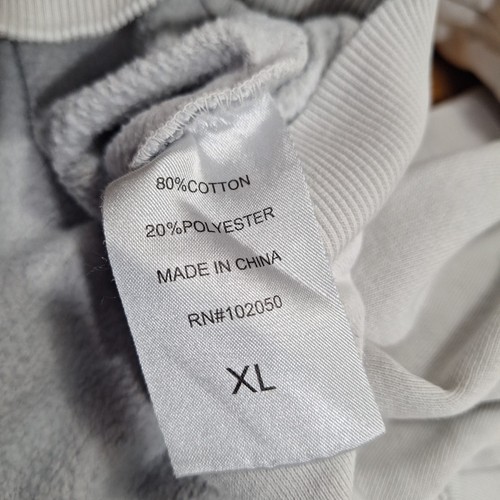 80%COTTON
20%POLYESTER
MADE IN CHINA
RN#102050
XL